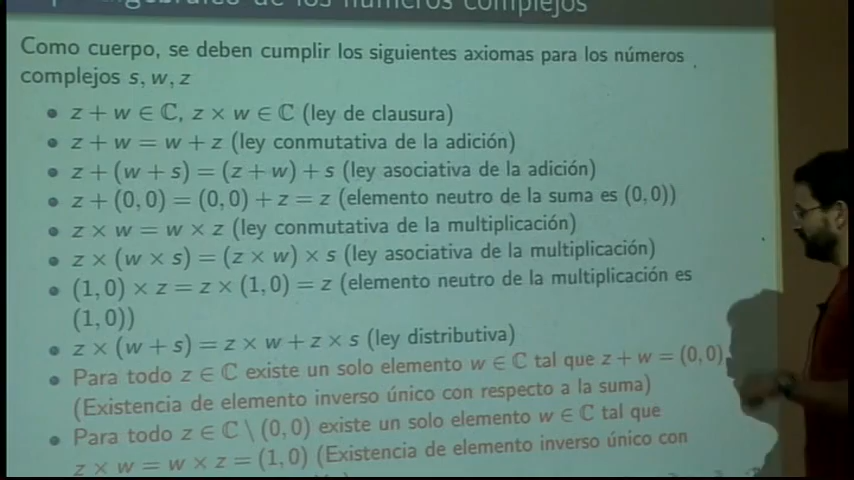 de los números complejos
Como cuerpo, se deben cumplir los siguientes axiomas para los números
complejos s, w, z
• z + w ∈ ℂ, z × w ∈ ℂ (ley de clausura)
• z + w = w + z (ley conmutativa de la adición)
• z + (w + s) = (z + w) + s (ley asociativa de la adición)
• z + (0, 0) = (0, 0) + z = z (elemento neutro de la suma es (0, 0))
• z × w = w × z (ley conmutativa de la multiplicación)
• z × (w × s) = (z × w) × s (ley asociativa de la multiplicación)
• (1, 0) × z = z × (1, 0) = z (elemento neutro de la multiplicación es
(1, 0))
• z × (w + s) = z × w + z × s (ley distributiva)
• Para todo z ∈ ℂ existe un solo elemento w ∈ ℂ tal que z + w = (0, 0)
(Existencia de elemento inverso único con respecto a la suma)
• Para todo z ∈ ℂ \ (0, 0) existe un solo elemento w ∈ ℂ tal que
z × w = w × z = (1, 0) (Existencia de elemento inverso único con